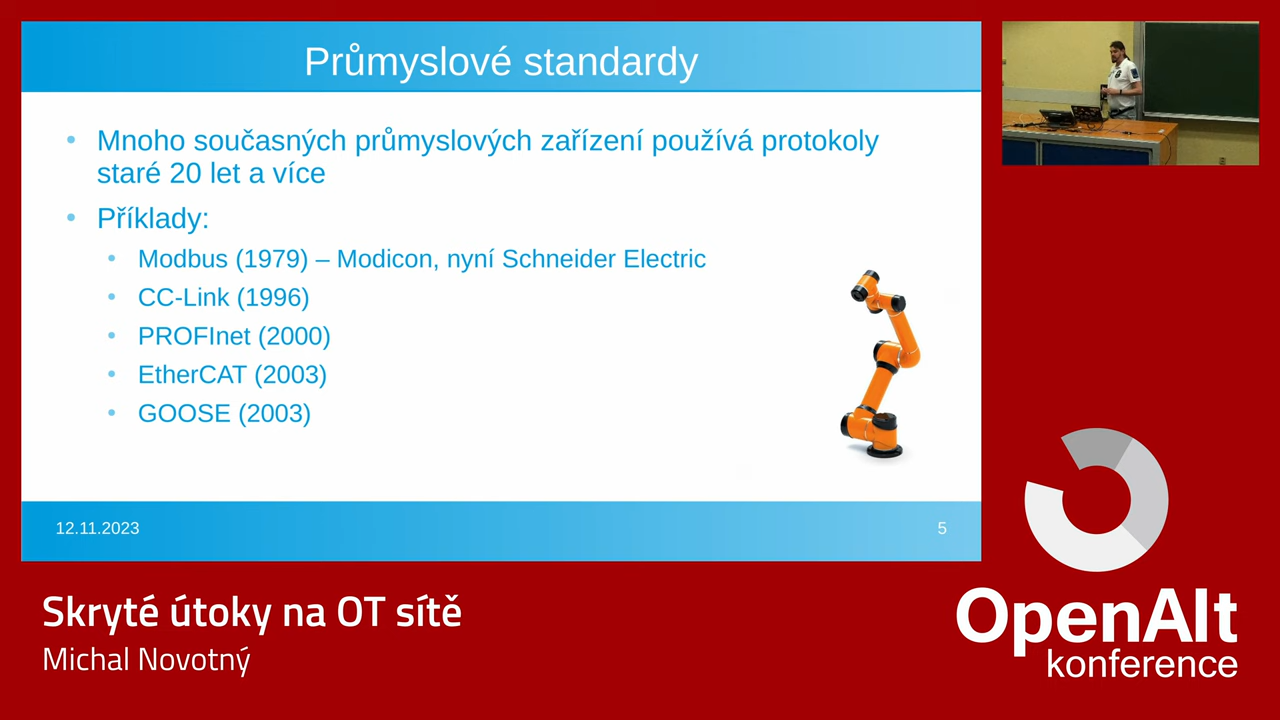 Průmyslové standardy
Mnoho současných průmyslových zařízení používá protokoly
staré 20 let a více
Příklady:
Modbus (1979) – Modicon, nyní Schneider Electric
CC-Link (1996)
PROFInet (2000)
EtherCAT (2003)
GOOSE (2003)
12.11.2023
5
Skryté útoky na OT sítě
Michal Novotný
OpenAlt
konference